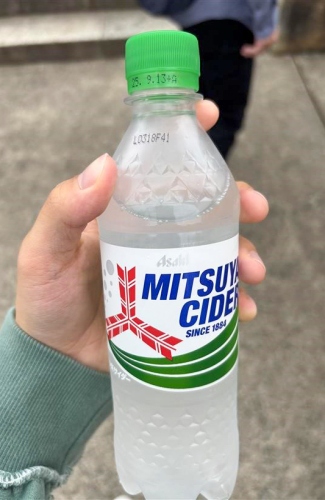 25. 9.13+A
L0318F41
Asahi
MITSUYA
CIDER
SINCE 1884